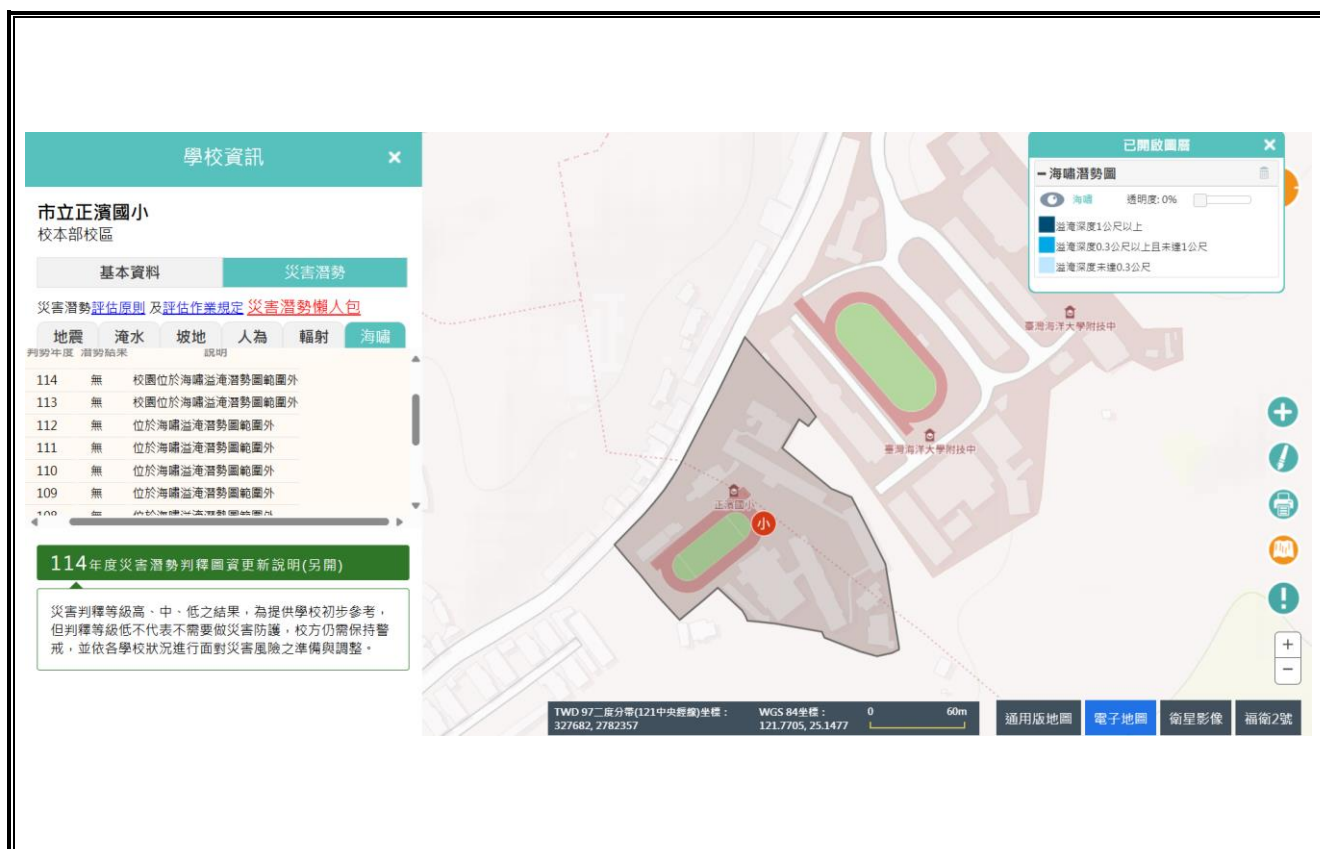 學校資訊 ×
市立正濱國小
校本部校區
基本資料 災害潛勢
災害潛勢評估原則 及評估作業規定 災害潛勢懶人包
地震 淹水 坡地 人為 輻射 海嘯
判勢年度 潛勢結果 說明
114 無 校園位於海嘯溢淹潛勢圖範圍外
113 無 校園位於海嘯溢淹潛勢圖範圍外
112 無 位於海嘯溢淹潛勢圖範圍外
111 無 位於海嘯溢淹潛勢圖範圍外
110 無 位於海嘯溢淹潛勢圖範圍外
109 無 位於海嘯溢淹潛勢圖範圍外
108 無 位於海嘯溢淹潛勢圖範圍外
114年度災害潛勢判釋圖資更新說明(另開)
災害判釋等級高、中、低之結果，為提供學校初步參考，
但判釋等級低不代表不需要做災害防護，校方仍需保持警
戒，並依各學校狀況進行面對災害風險之準備與調整。
已開啟圖層 ×
海嘯潛勢圖
海嘯 透明度: 0%
溢淹深度1公尺以上
溢淹深度0.3公尺以上且未達1公尺
溢淹深度未達0.3公尺
臺灣海洋大學附技中
臺灣海洋大學附技中
正濱國小
小
TWD 97二度分帶(121中央經線)坐標：
327682, 2782357
WGS 84坐標：
121.7705, 25.1477
0 60m
+
−
通用版地圖 電子地圖 衛星影像 福衛2號